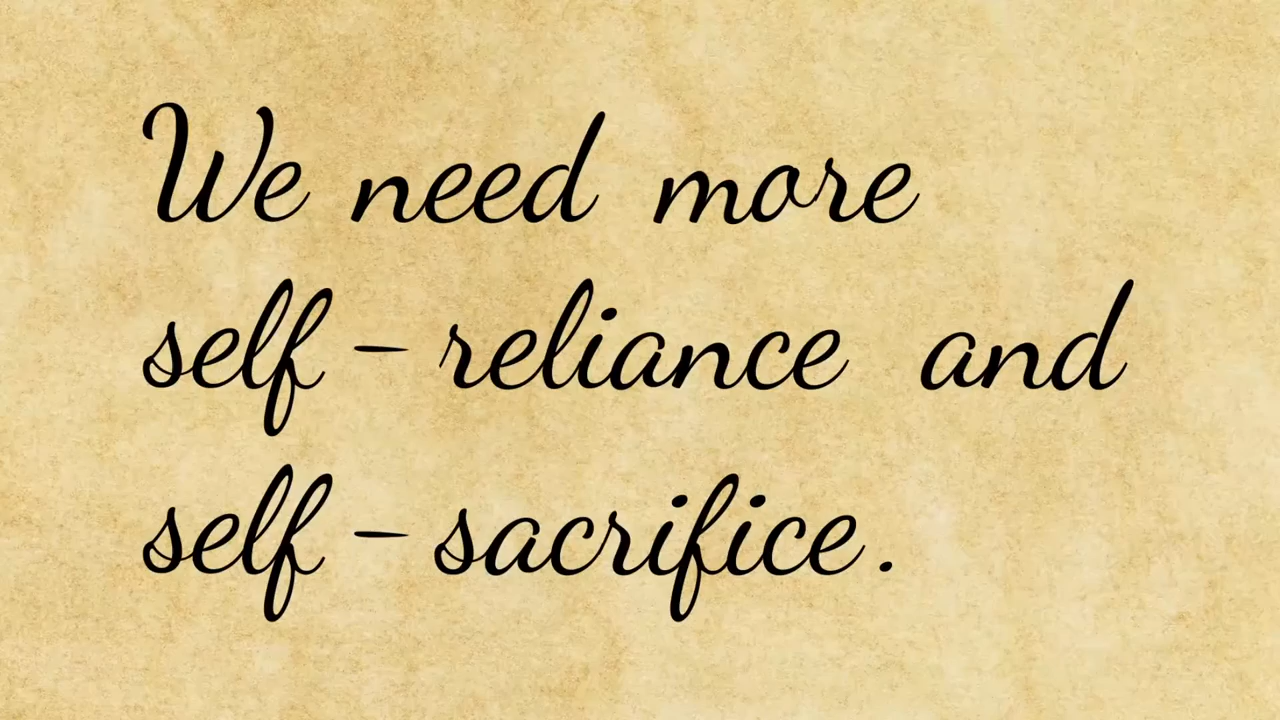 We need more
self - reliance and
self - sacrifice.